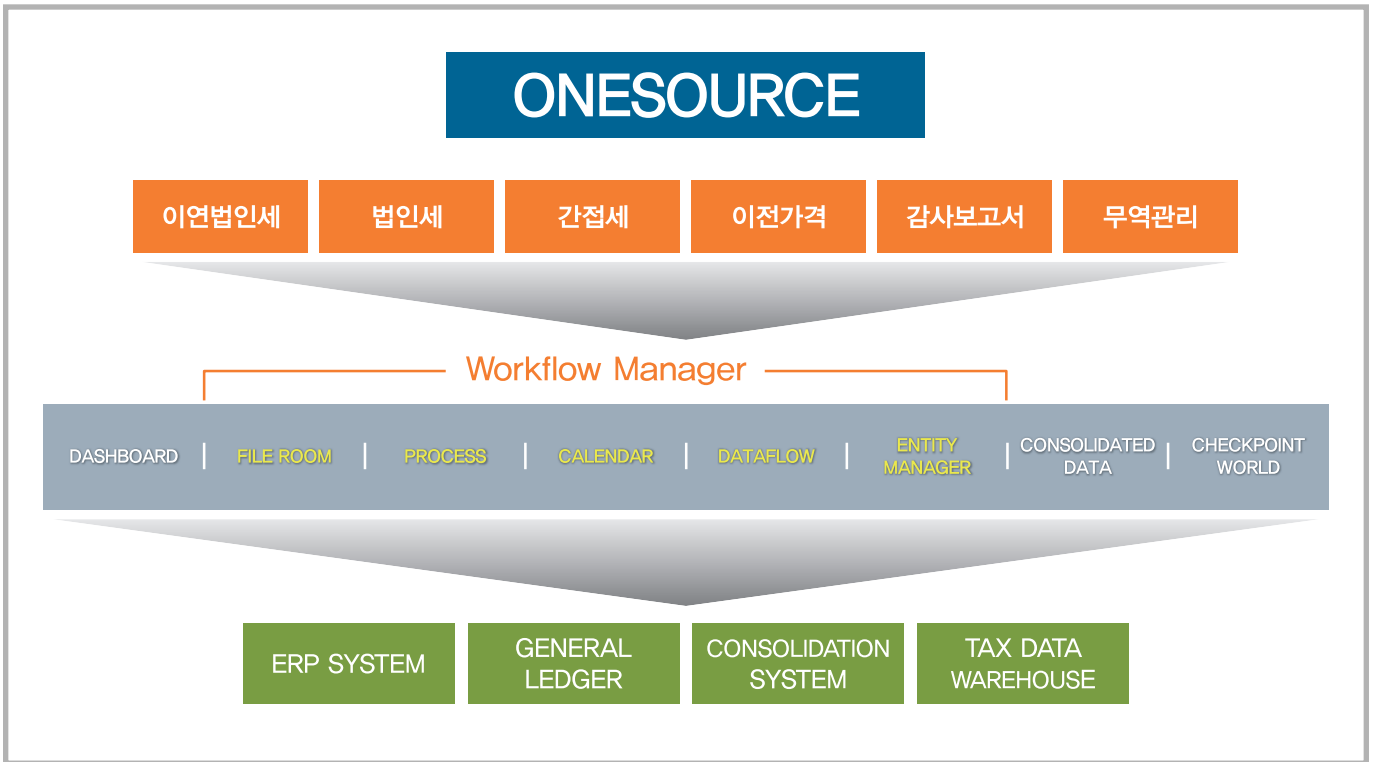 ONESOURCE
이연법인세
법인세
간접세
이전가격
감사보고서
무역관리
Workflow Manager
DASHBOARD
FILE ROOM
PROCESS
CALENDAR
DATAFLOW
ENTITY
MANAGER
CONSOLIDATED
DATA
CHECKPOINT
WORLD
ERP SYSTEM
GENERAL
LEDGER
CONSOLIDATION
SYSTEM
TAX DATA
WAREHOUSE